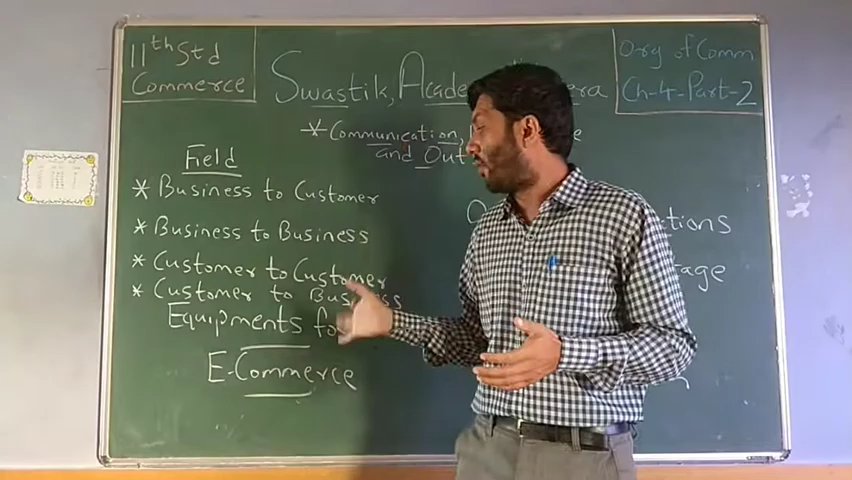 11th Std
Commerce
Swastik, Acade era
Org of Comm
Ch-4-Part-2
* Communication,
and Out
Field
* Business to Customer
* Business to Business
* Customer to Customer
* Customer to Business
Equipments fo
E-Commerce
tions
tage